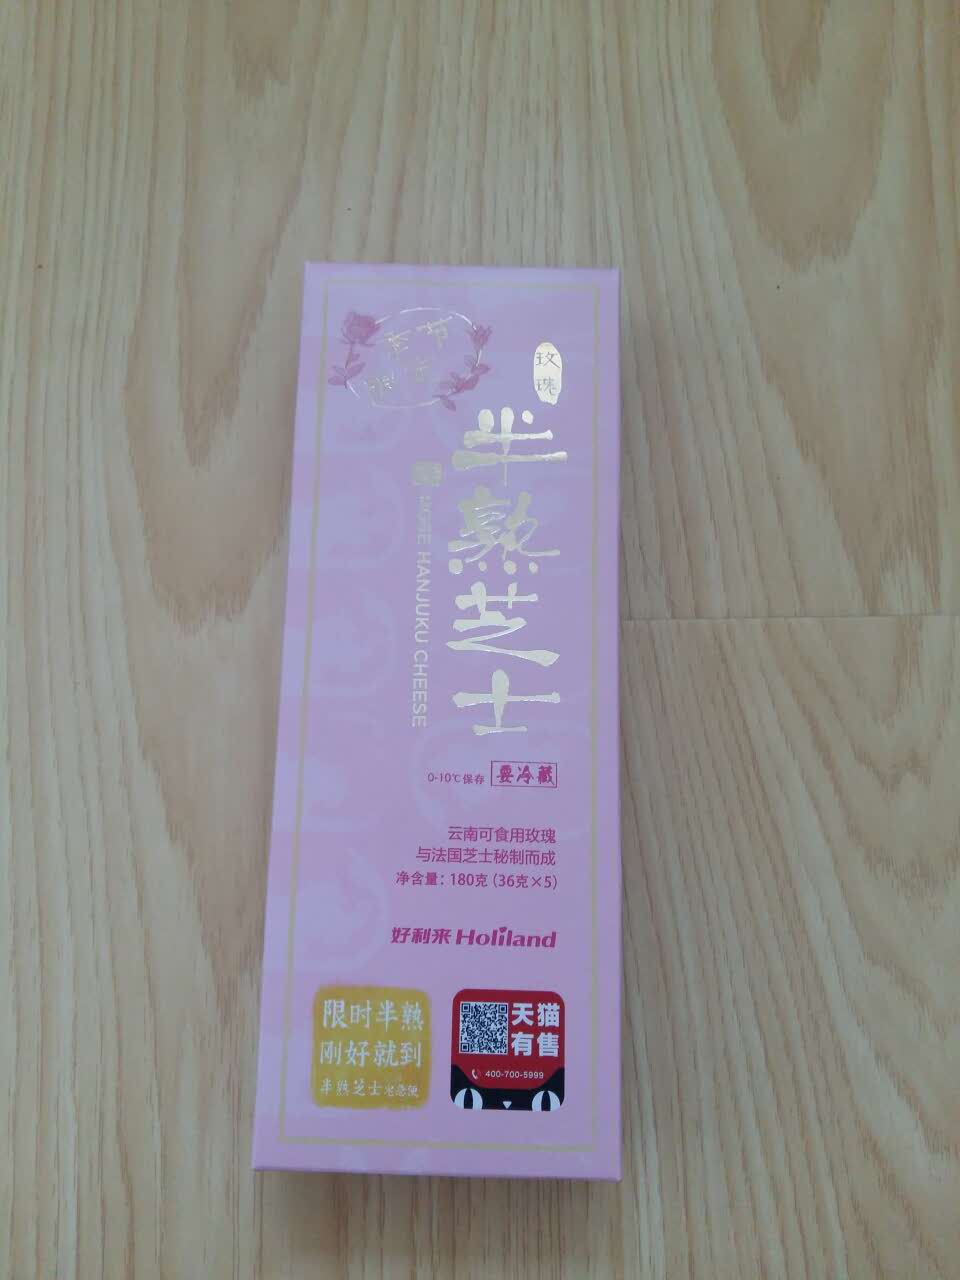 玫瑰
半熟芝士
ROSE HANJUKU CHEESE
0-10℃保存 要冷藏
云南可食用玫瑰
与法国芝士秘制而成
净含量：180克（36克×5）
好利来 Holiland
限时半熟
刚好就到
半熟芝士
天猫
有售
400-700-5999